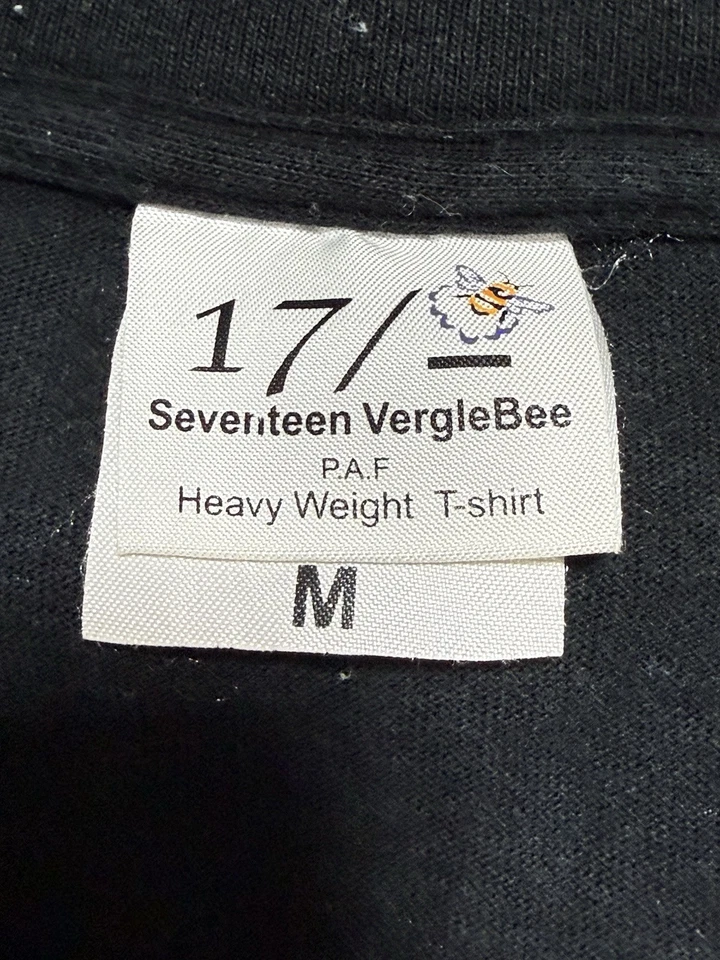 17/-
Seventeen VergleBee
P.A.F
Heavy Weight T-shirt
M